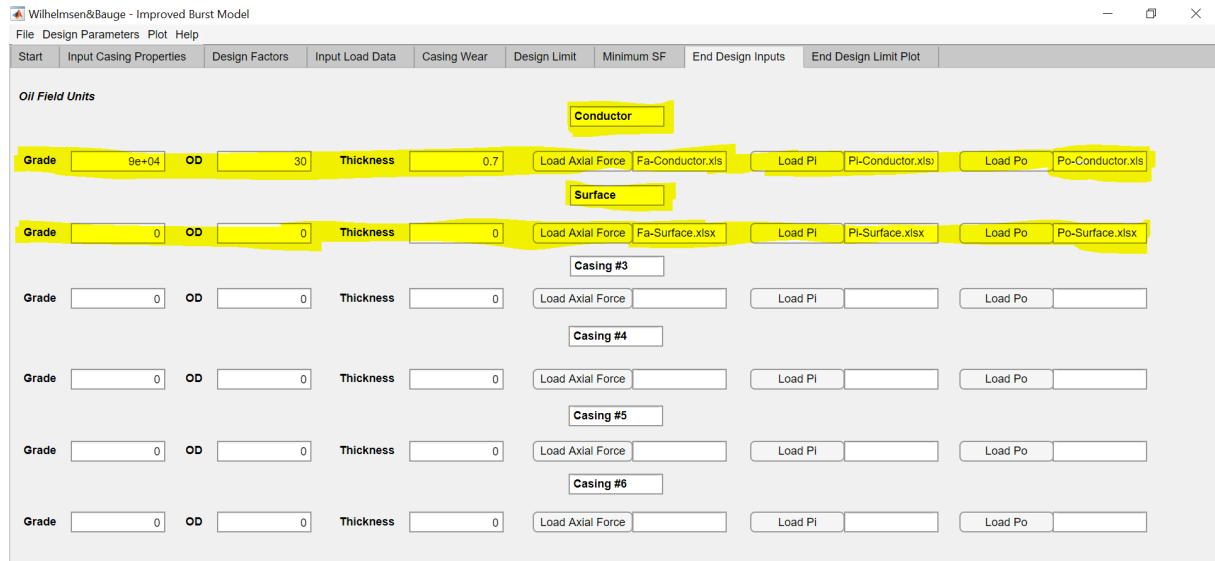 Wilhelmsen&Bauge - Improved Burst Model
File Design Parameters Plot Help
Start Input Casing Properties Design Factors Input Load Data Casing Wear Design Limit Minimum SF End Design Inputs End Design Limit Plot
Oil Field Units
Conductor
Grade 9e+04 OD 30 Thickness 0.7 Load Axial Force Fa-Conductor.xls Load Pi Pi-Conductor.xls Load Po Po-Conductor.xls
Surface
Grade 0 OD 0 Thickness 0 Load Axial Force Fa-Surface.xlsx Load Pi Pi-Surface.xlsx Load Po Po-Surface.xlsx
Casing #3
Grade 0 OD 0 Thickness 0 Load Axial Force Load Pi Load Po
Casing #4
Grade 0 OD 0 Thickness 0 Load Axial Force Load Pi Load Po
Casing #5
Grade 0 OD 0 Thickness 0 Load Axial Force Load Pi Load Po
Casing #6
Grade 0 OD 0 Thickness 0 Load Axial Force Load Pi Load Po